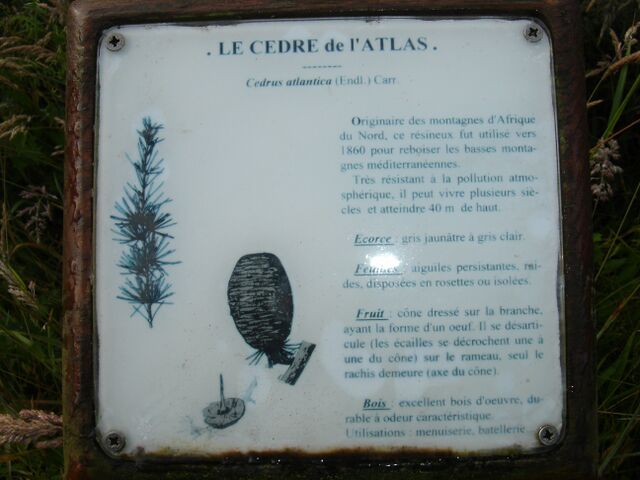 . LE CEDRE de l'ATLAS .
--------
Cedrus atlantica (Endl.) Carr.
Originaire des montagnes d'Afrique
du Nord, ce résineux fut utilisé vers
1860 pour reboiser les basses monta-
gnes méditerranéennes.
Très résistant à la pollution atmo-
sphérique, il peut vivre plusieurs siè-
cles et atteindre 40 m de haut.
Ecorce : gris jaunâtre à gris clair.
Feuilles : aiguilles persistantes, rai-
des, disposées en rosettes ou isolées.
Fruit : cône dressé sur la branche,
ayant la forme d'un oeuf. Il se désarti-
cule (les écailles se décrochent une à
une du cône) sur le rameau, seul le
rachis demeure (axe du cône).
Bois : excellent bois d'oeuvre, du-
rable à odeur caractéristique.
Utilisations : menuiserie, batellerie